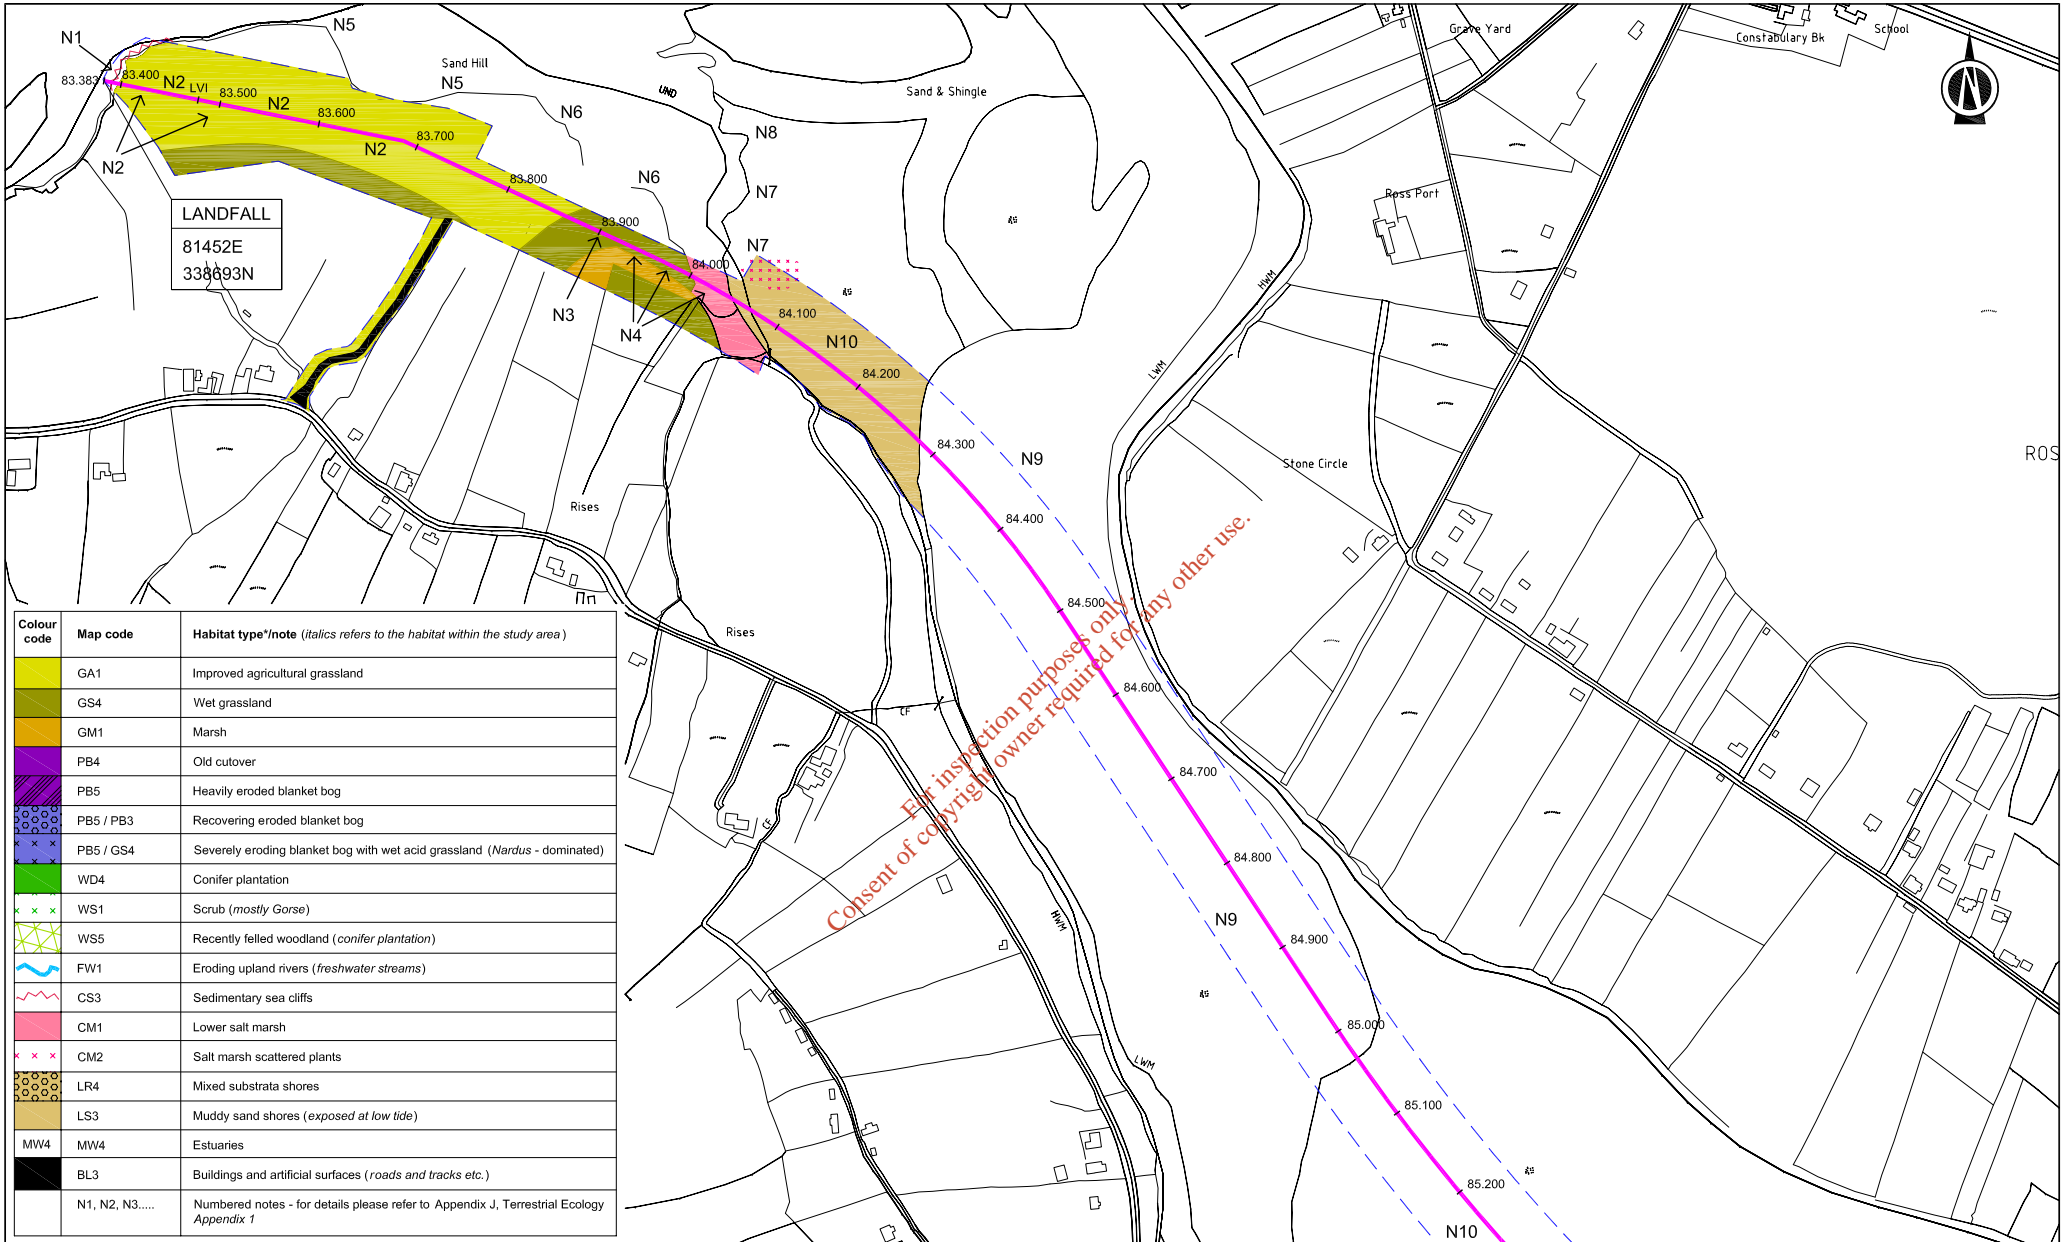 N1
N5
Sand Hill
N5
UND
Sand & Shingle
Grave Yard
Constabulary Bk
School
N
83.383
83.400
N2
LVI
83.500
N2
83.600
N6
83.700
N2
N8
N2
83.800
N6
N7
Ross Port
LANDFALL
81452E
338693N
83.900
N7
84.000
HWM
N3
N4
84.100
N10
84.200
LWM
84.300
N9
Stone Circle
ROS
Rises
84.400
84.500
Rises
84.600
CF
84.700
CF
84.800
HWM
N9
84.900
85.000
LWM
85.100
85.200
N10
For inspection purposes only.
Consent of copyright owner required for any other use.
Colour code
Map code
Habitat type*/note (italics refers to the habitat within the study area)
GA1 Improved agricultural grassland
GS4 Wet grassland
GM1 Marsh
PB4 Old cutover
PB5 Heavily eroded blanket bog
PB5 / PB3 Recovering eroded blanket bog
PB5 / GS4 Severely eroding blanket bog with wet acid grassland (Nardus - dominated)
WD4 Conifer plantation
WS1 Scrub (mostly Gorse)
WS5 Recently felled woodland (conifer plantation)
FW1 Eroding upland rivers (freshwater streams)
CS3 Sedimentary sea cliffs
CM1 Lower salt marsh
CM2 Salt marsh scattered plants
LR4 Mixed substrata shores
LS3 Muddy sand shores (exposed at low tide)
MW4 MW4 Estuaries
BL3 Buildings and artificial surfaces (roads and tracks etc.)
N1, N2, N3..... Numbered notes - for details please refer to Appendix J, Terrestrial Ecology
Appendix 1